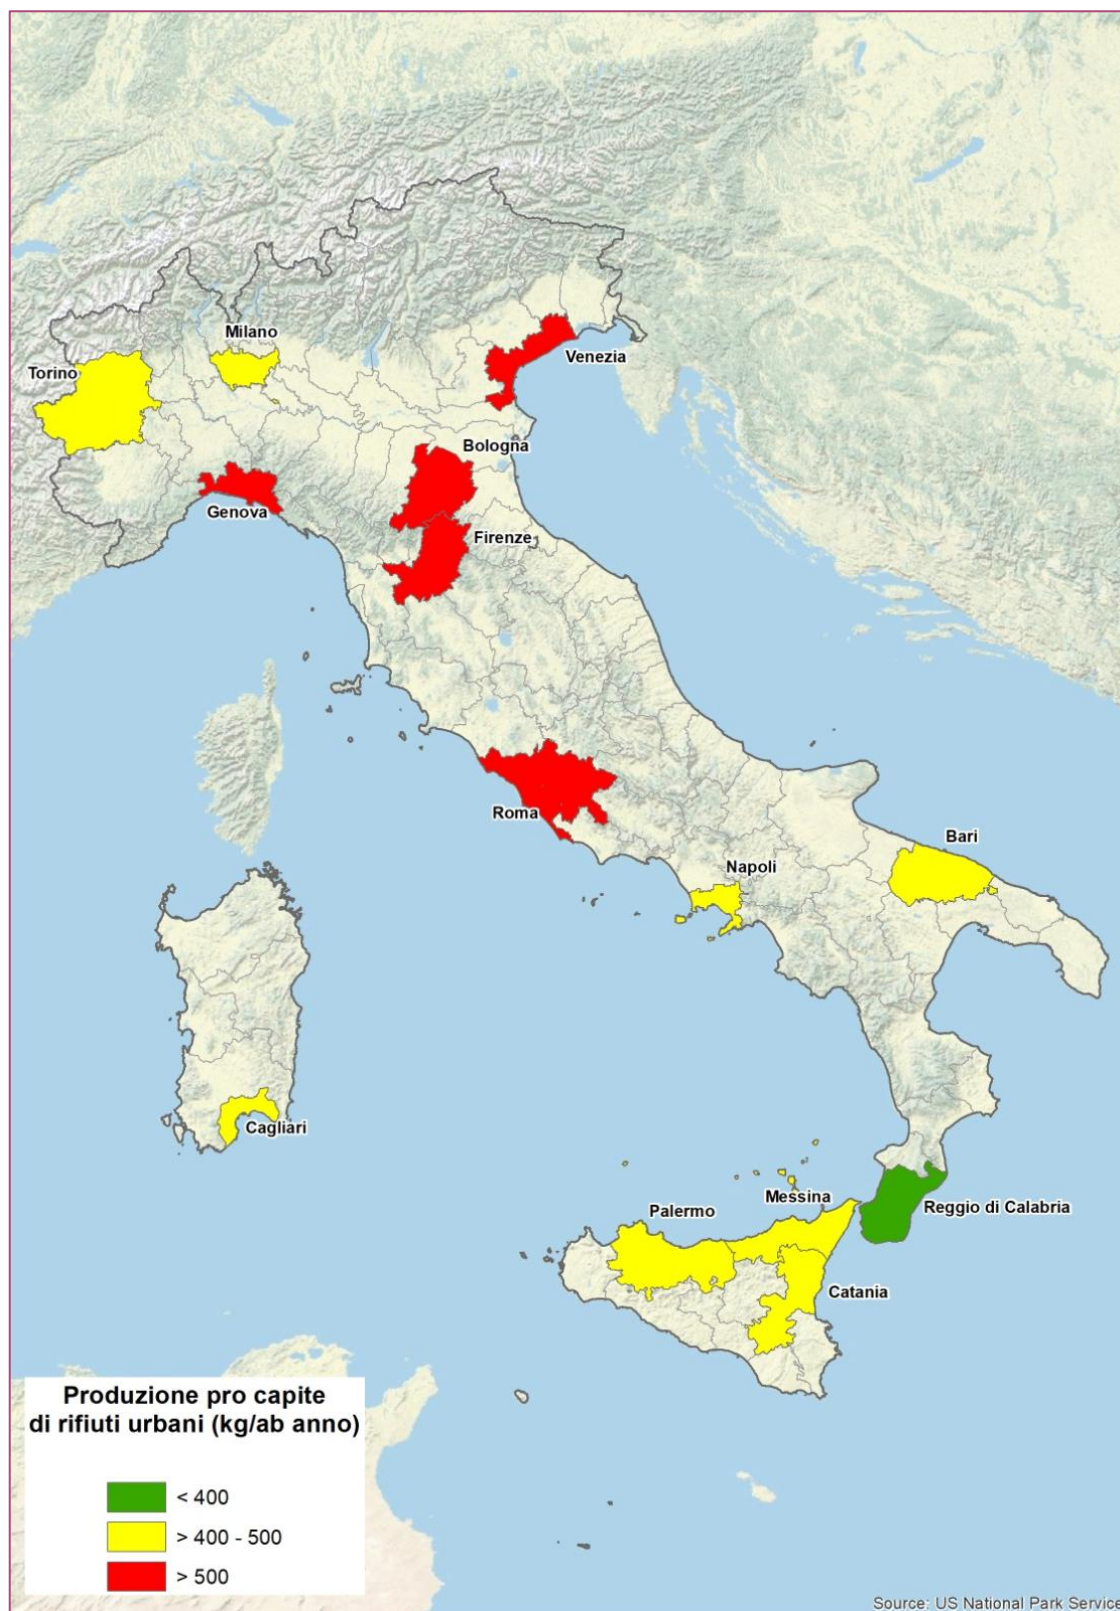 Milano
Torino
Venezia
Bologna
Genova
Firenze
Roma
Bari
Napoli
Cagliari
Messina
Palermo
Reggio di Calabria
Catania
Produzione pro capite
di rifiuti urbani (kg/ab anno)
< 400
> 400 - 500
> 500
Source: US National Park Service